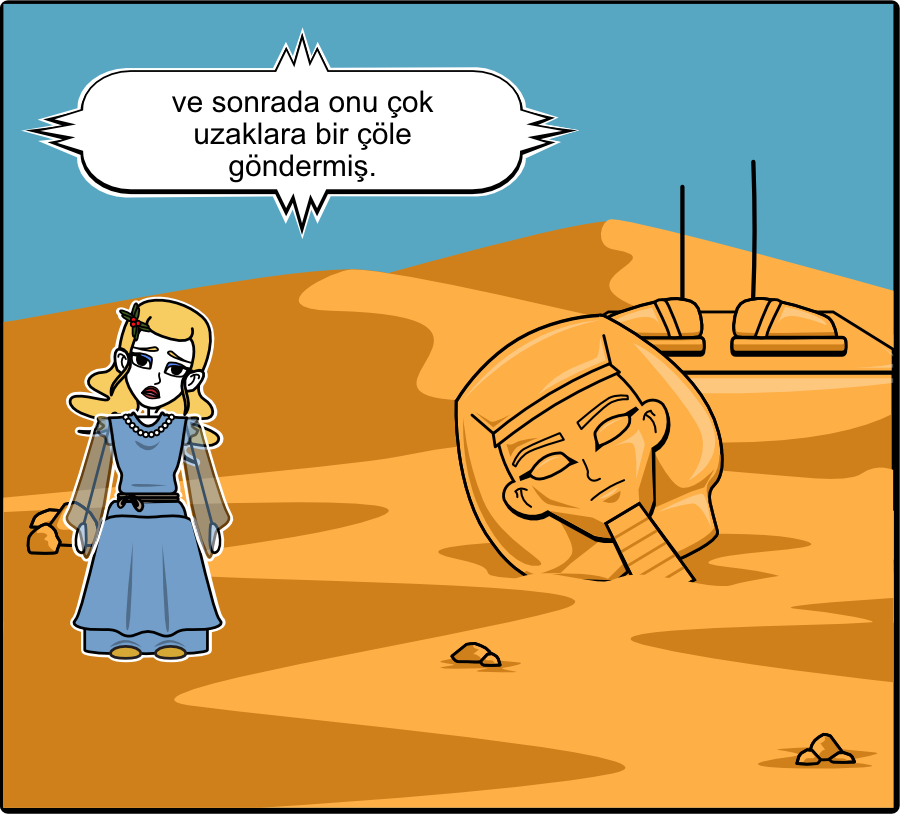 ve sonrada onu çok
uzaklara bir çöle
göndermiş.